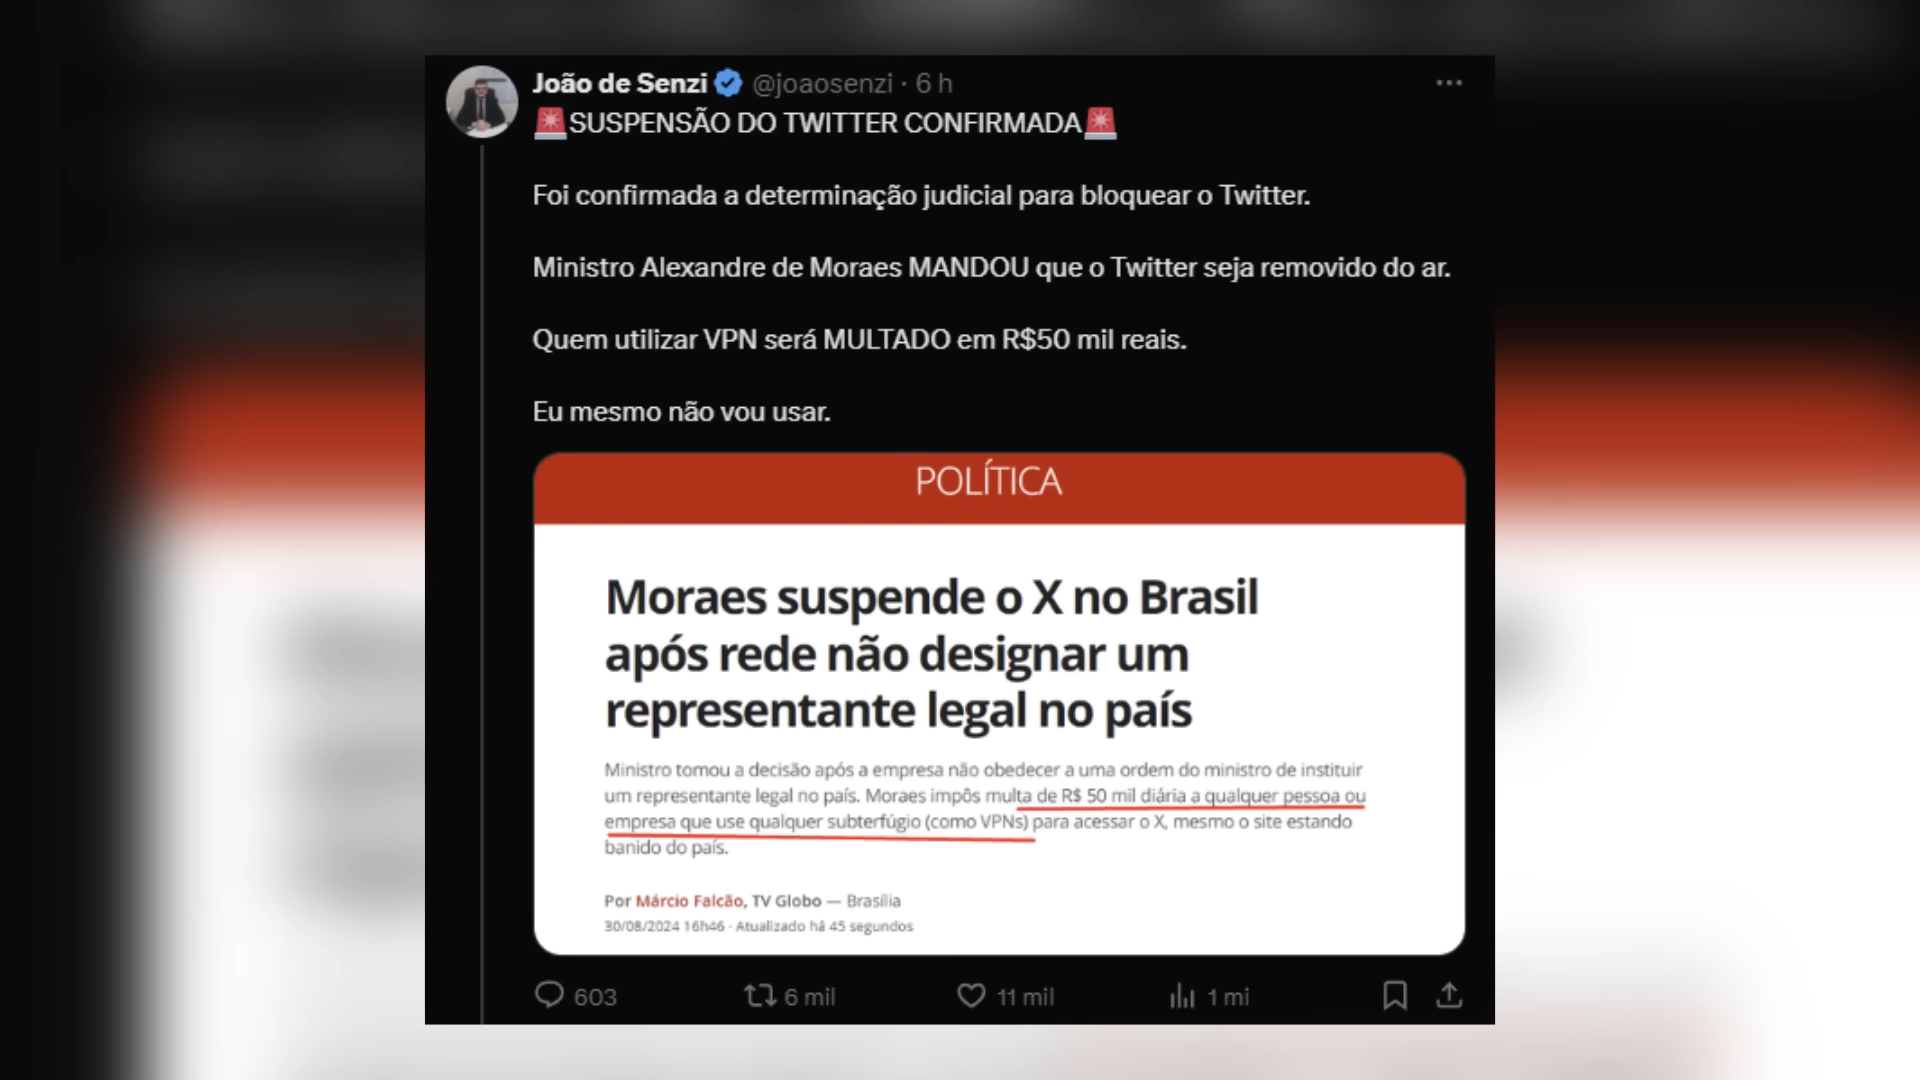 João de Senzi @joaosenzi · 6 h
🚨SUSPENSÃO DO TWITTER CONFIRMADA🚨
Foi confirmada a determinação judicial para bloquear o Twitter.
Ministro Alexandre de Moraes MANDOU que o Twitter seja removido do ar.
Quem utilizar VPN será MULTADO em R$50 mil reais.
Eu mesmo não vou usar.
POLÍTICA
Moraes suspende o X no Brasil
após rede não designar um
representante legal no país
Ministro tomou a decisão após a empresa não obedecer a uma ordem do ministro de instituir
um representante legal no país. Moraes impôs multa de R$ 50 mil diária a qualquer pessoa ou
empresa que use qualquer subterfúgio (como VPNs) para acessar o X, mesmo o site estando
banido do país.
Por Márcio Falcão, TV Globo — Brasília
30/08/2024 16h46 · Atualizado há 45 segundos
603 6 mil 11 mil 1 mi